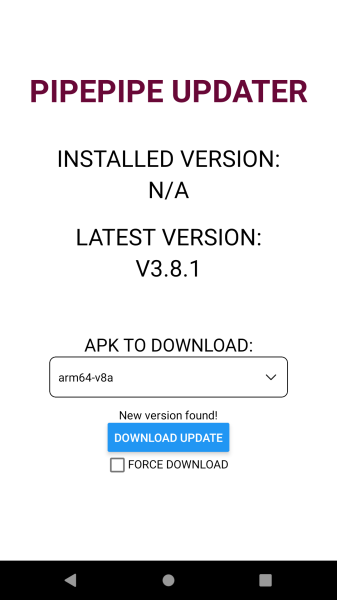 PIPEPIPE UPDATER
INSTALLED VERSION:
N/A
LATEST VERSION:
V3.8.1
APK TO DOWNLOAD:
arm64-v8a
New version found!
DOWNLOAD UPDATE
FORCE DOWNLOAD